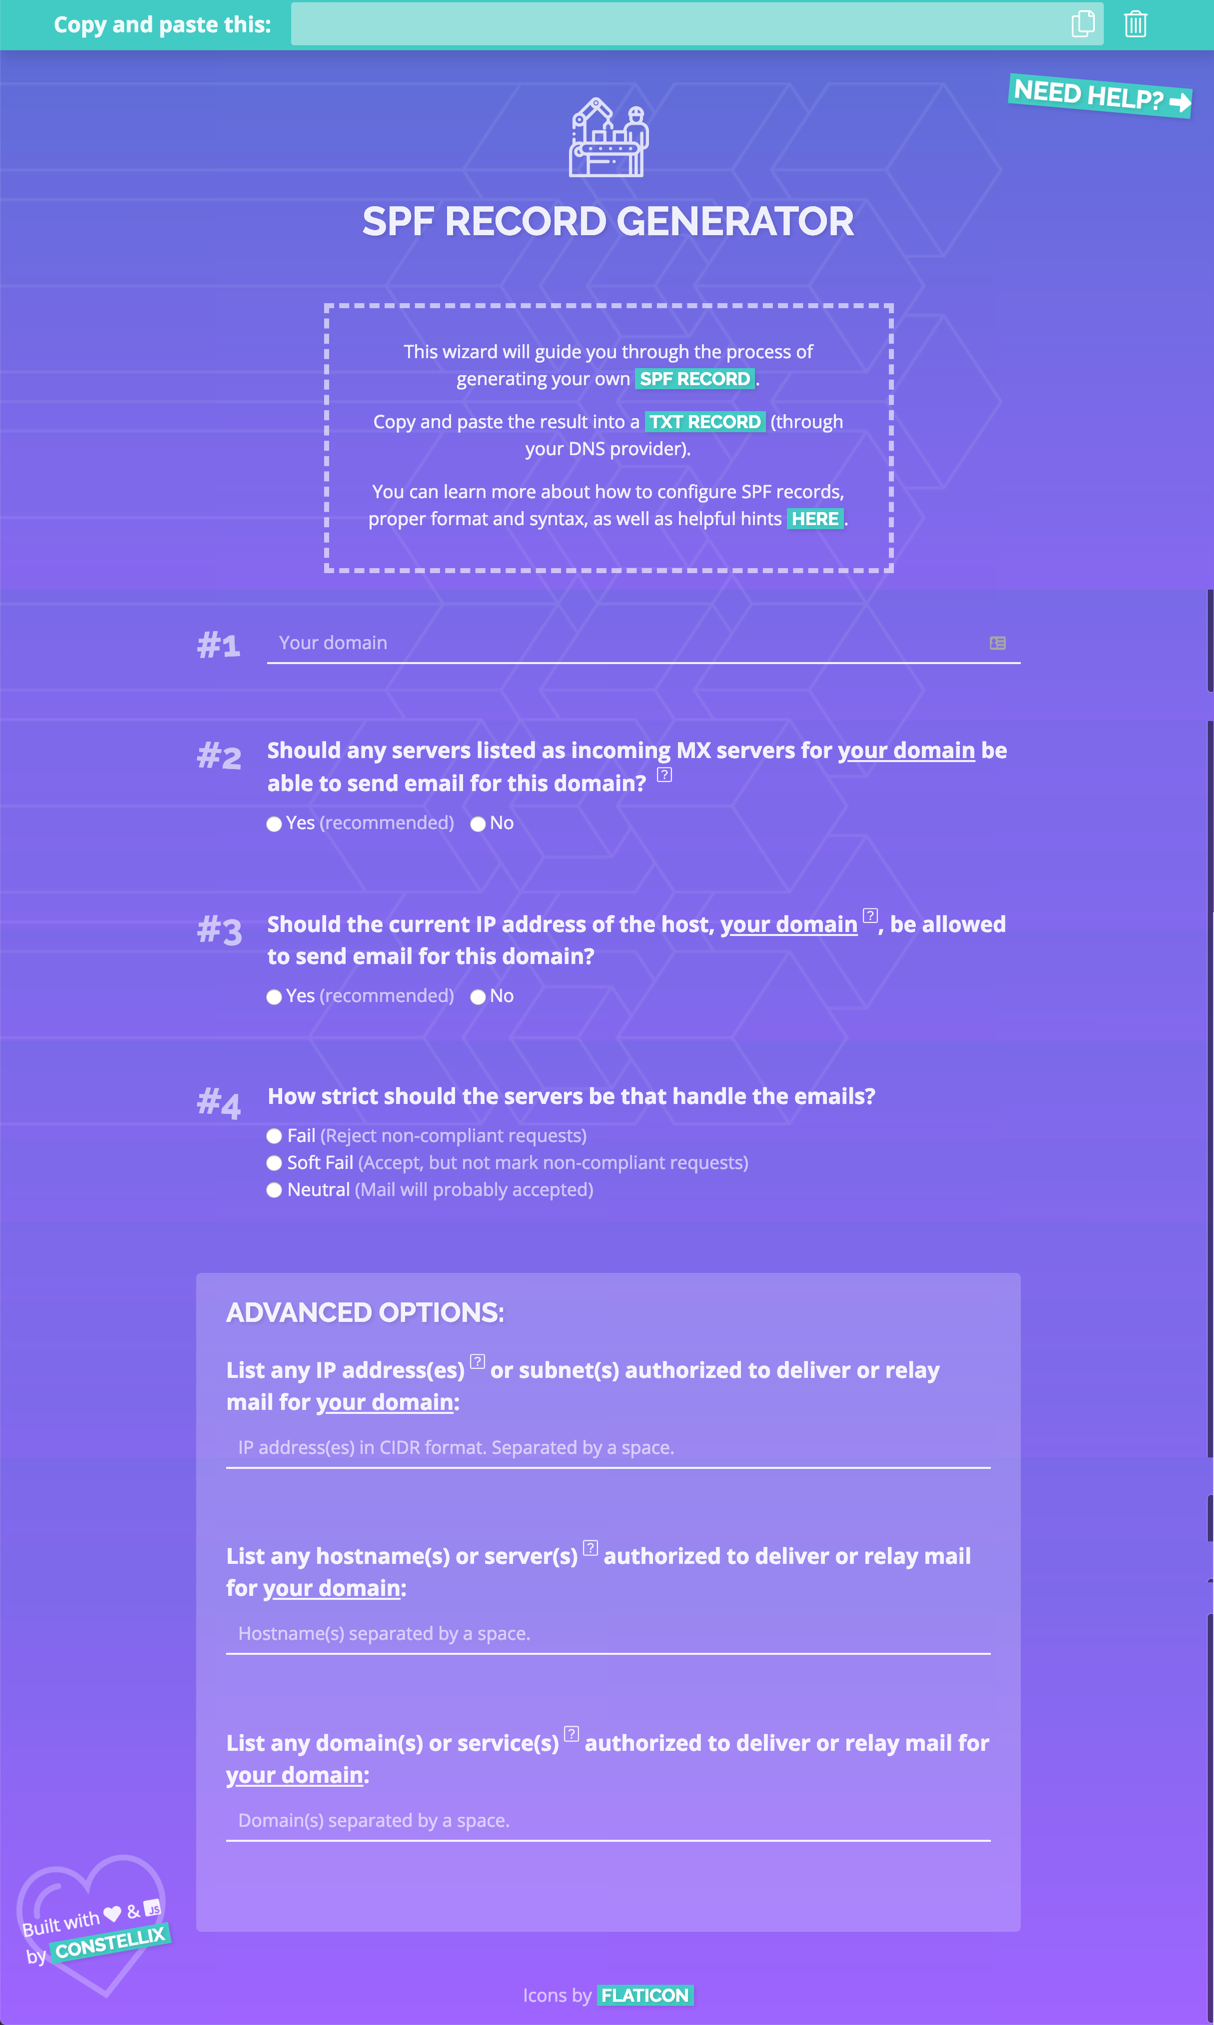 Copy and paste this:
NEED HELP?
SPF RECORD GENERATOR
This wizard will guide you through the process of
generating your own SPF RECORD.
Copy and paste the result into a TXT RECORD (through
your DNS provider).
You can learn more about how to configure SPF records,
proper format and syntax, as well as helpful hints HERE.
#1 Your domain
#2 Should any servers listed as incoming MX servers for your domain be
able to send email for this domain? ?
Yes (recommended) No
#3 Should the current IP address of the host, your domain ?, be allowed
to send email for this domain?
Yes (recommended) No
#4 How strict should the servers be that handle the emails?
Fail (Reject non-compliant requests)
Soft Fail (Accept, but not mark non-compliant requests)
Neutral (Mail will probably accepted)
ADVANCED OPTIONS:
List any IP address(es) ? or subnet(s) authorized to deliver or relay
mail for your domain:
IP address(es) in CIDR format. Separated by a space.
List any hostname(s) or server(s) ? authorized to deliver or relay mail
for your domain:
Hostname(s) separated by a space.
List any domain(s) or service(s) ? authorized to deliver or relay mail for
your domain:
Domain(s) separated by a space.
Built with & JS
by CONSTELLIX
Icons by FLATICON